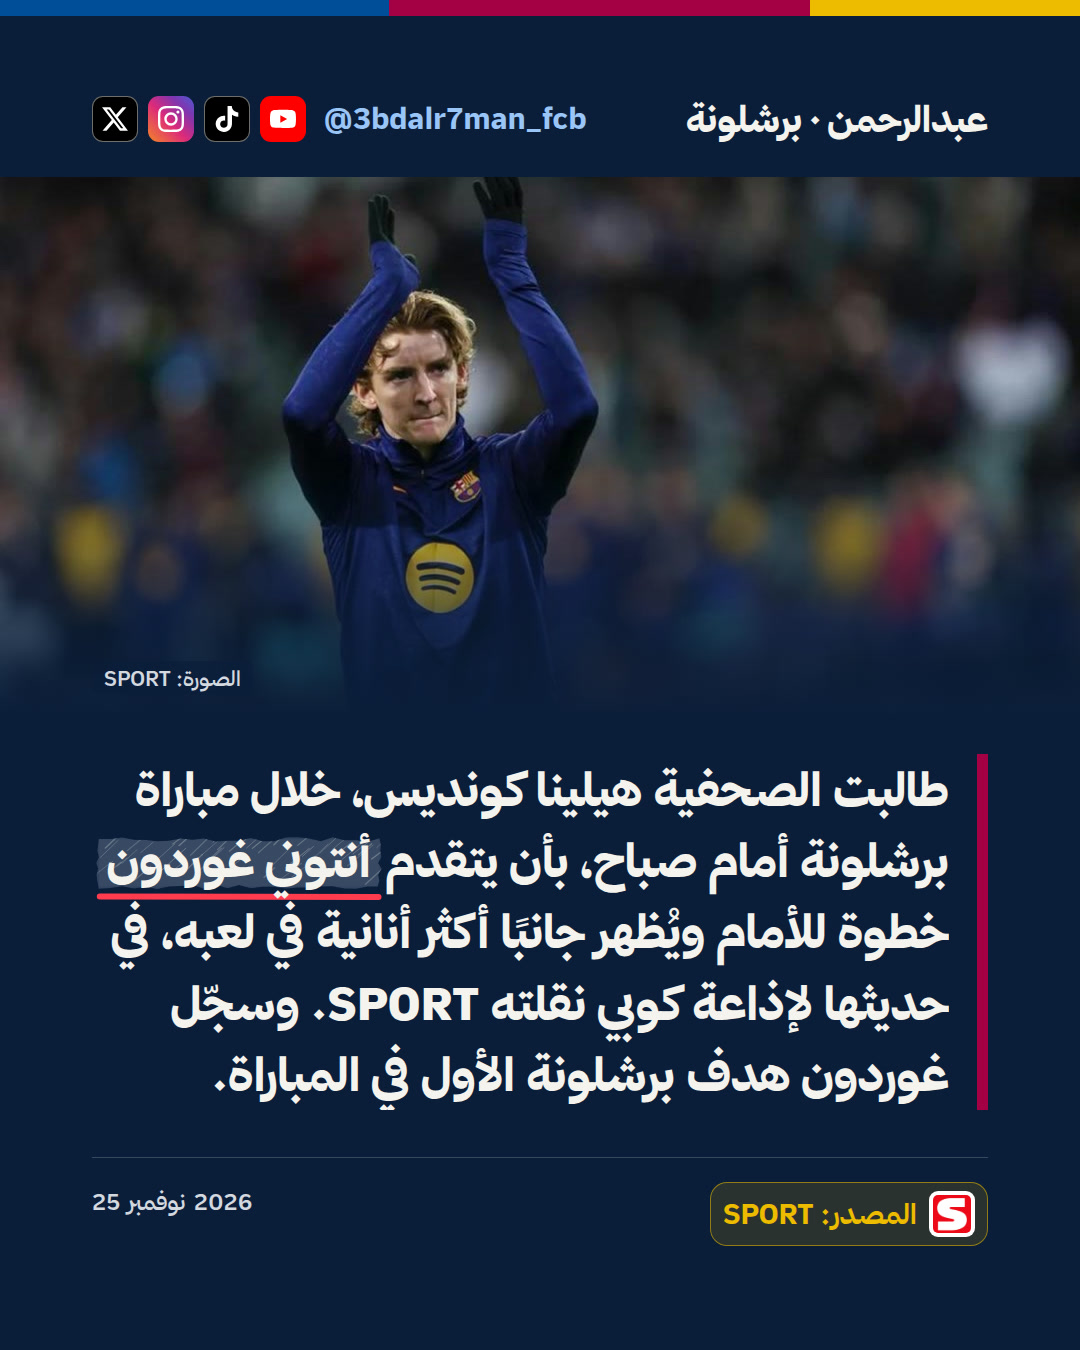 عبدالرحمن · برشلونة
@3bdalr7man_fcb
الصورة: SPORT
طالبت الصحفية هيلينا كونديس، خلال مباراة
برشلونة أمام صباح، بأن يتقدم أنتوني غوردون
خطوة للأمام ويُظهر جانبًا أكثر أنانية في لعبه، في
حديثها لإذاعة كوبي نقلته SPORT. وسجّل
غوردون هدف برشلونة الأول في المباراة.
المصدر: SPORT
25 نوفمبر 2026